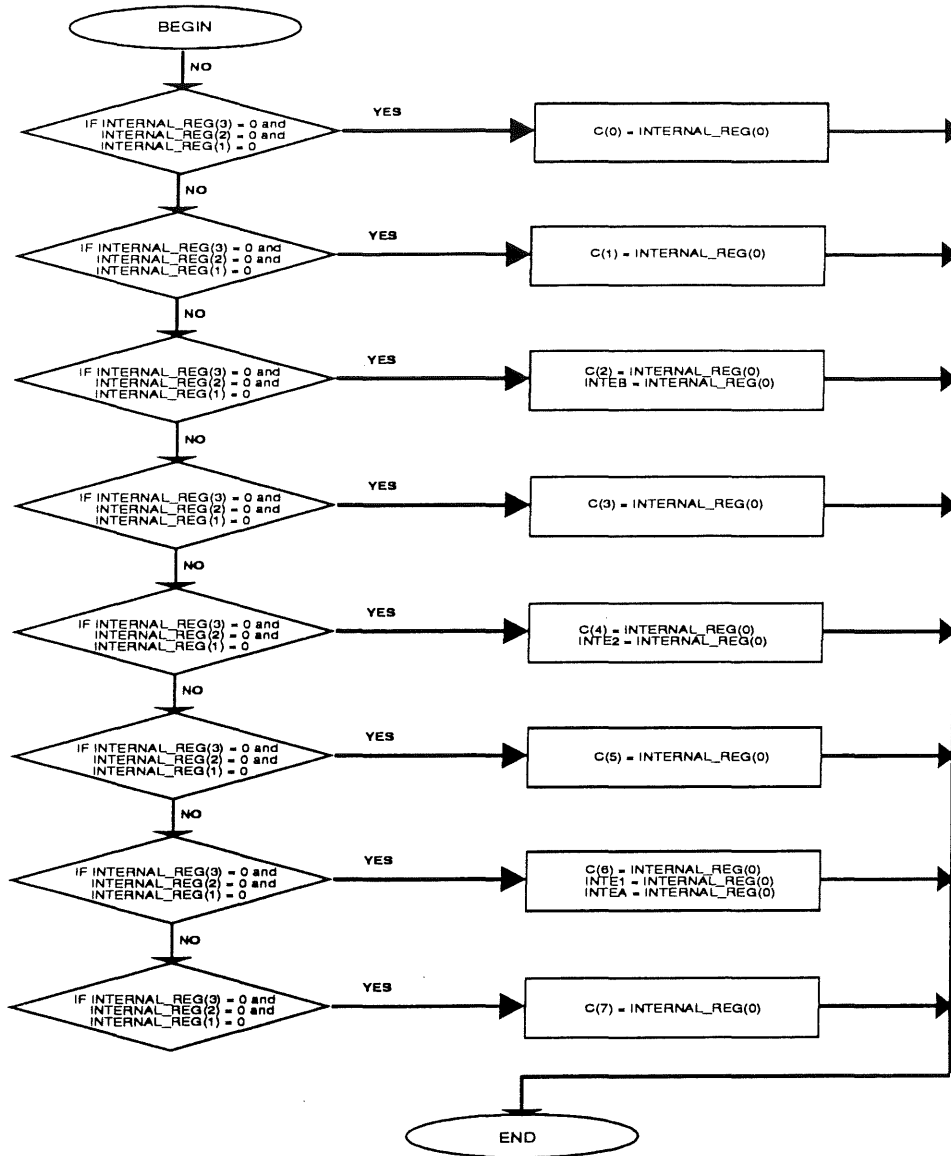 BEGIN
NO
IF INTERNAL_REG(3) = 0 and
INTERNAL_REG(2) = 0 and
INTERNAL_REG(1) = 0
YES
C(0) = INTERNAL_REG(0)
NO
IF INTERNAL_REG(3) = 0 and
INTERNAL_REG(2) = 0 and
INTERNAL_REG(1) = 0
YES
C(1) = INTERNAL_REG(0)
NO
IF INTERNAL_REG(3) = 0 and
INTERNAL_REG(2) = 0 and
INTERNAL_REG(1) = 0
YES
C(2) = INTERNAL_REG(0)
INTEB = INTERNAL_REG(0)
NO
IF INTERNAL_REG(3) = 0 and
INTERNAL_REG(2) = 0 and
INTERNAL_REG(1) = 0
YES
C(3) = INTERNAL_REG(0)
NO
IF INTERNAL_REG(3) = 0 and
INTERNAL_REG(2) = 0 and
INTERNAL_REG(1) = 0
YES
C(4) = INTERNAL_REG(0)
INTE2 = INTERNAL_REG(0)
NO
IF INTERNAL_REG(3) = 0 and
INTERNAL_REG(2) = 0 and
INTERNAL_REG(1) = 0
YES
C(5) = INTERNAL_REG(0)
NO
IF INTERNAL_REG(3) = 0 and
INTERNAL_REG(2) = 0 and
INTERNAL_REG(1) = 0
YES
C(6) = INTERNAL_REG(0)
INTE1 = INTERNAL_REG(0)
INTEA = INTERNAL_REG(0)
NO
IF INTERNAL_REG(3) = 0 and
INTERNAL_REG(2) = 0 and
INTERNAL_REG(1) = 0
YES
C(7) = INTERNAL_REG(0)
END